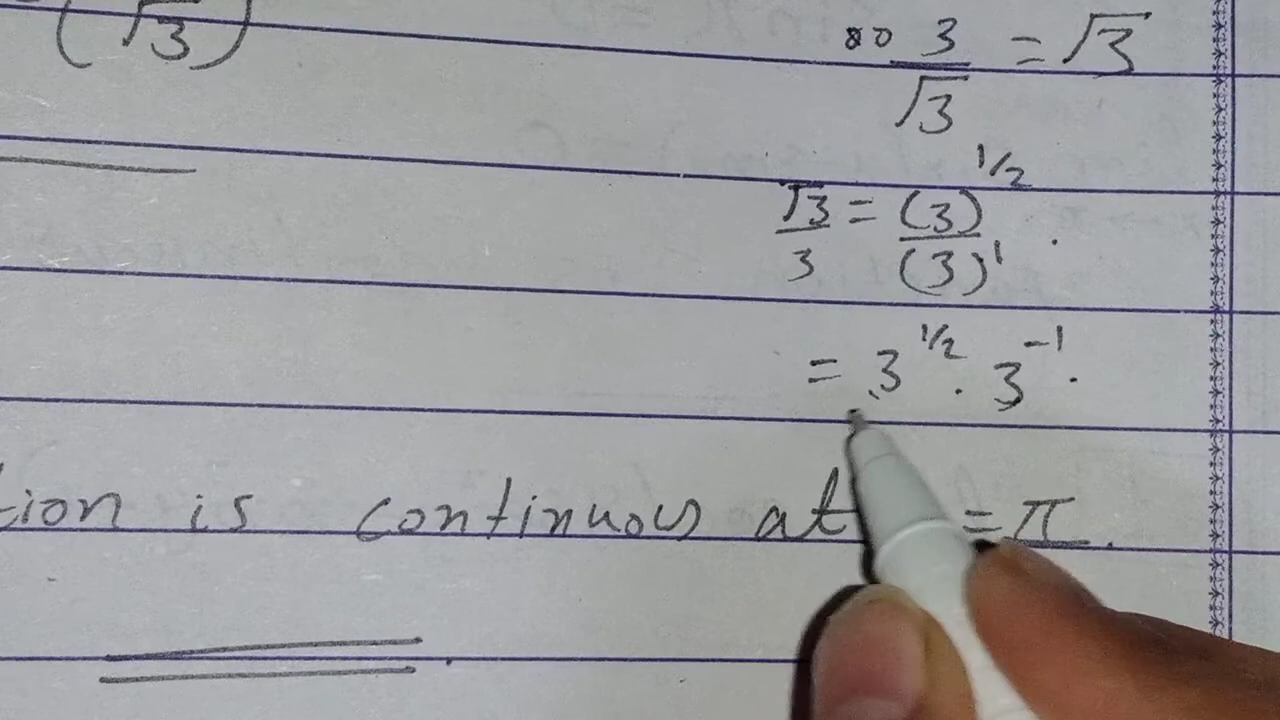 (√3)
∞ 3/√3 = √3
√3/3 = (3)^1/2/(3)^1 .
= 3^1/2 . 3^-1 .
tion is continuous at = π.